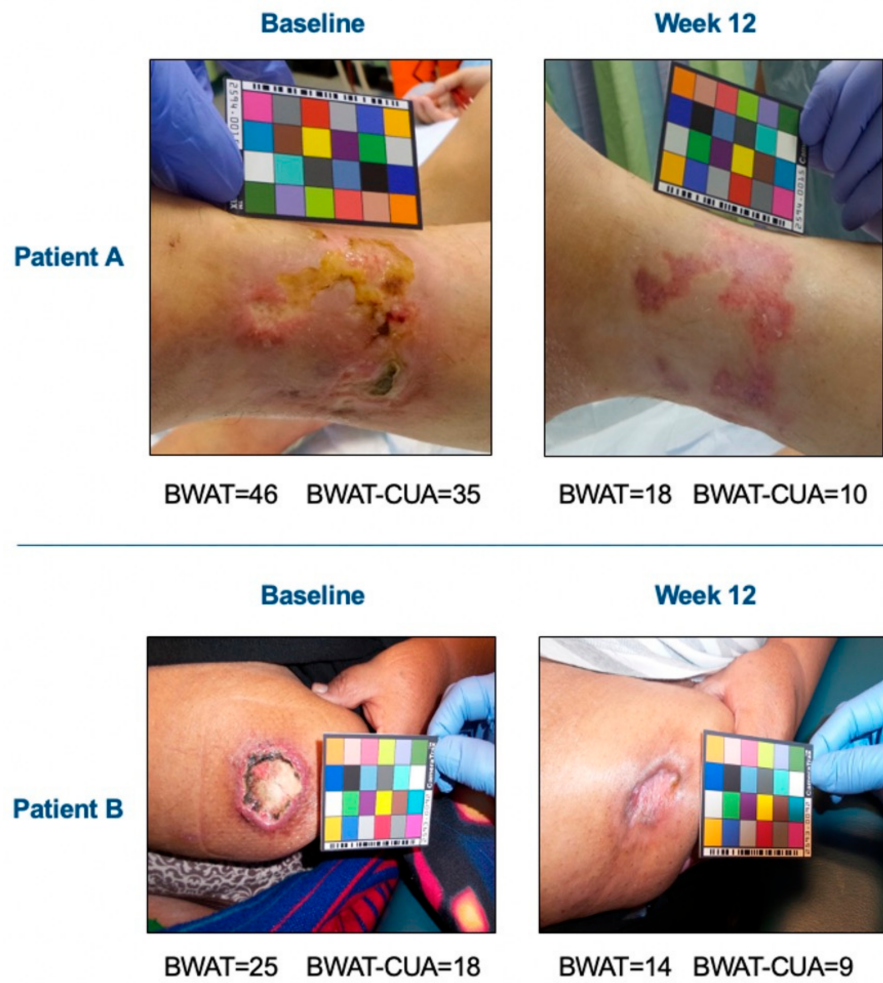 Baseline Week 12
Patient A
BWAT=46 BWAT-CUA=35 BWAT=18 BWAT-CUA=10
Baseline Week 12
Patient B
BWAT=25 BWAT-CUA=18 BWAT=14 BWAT-CUA=9